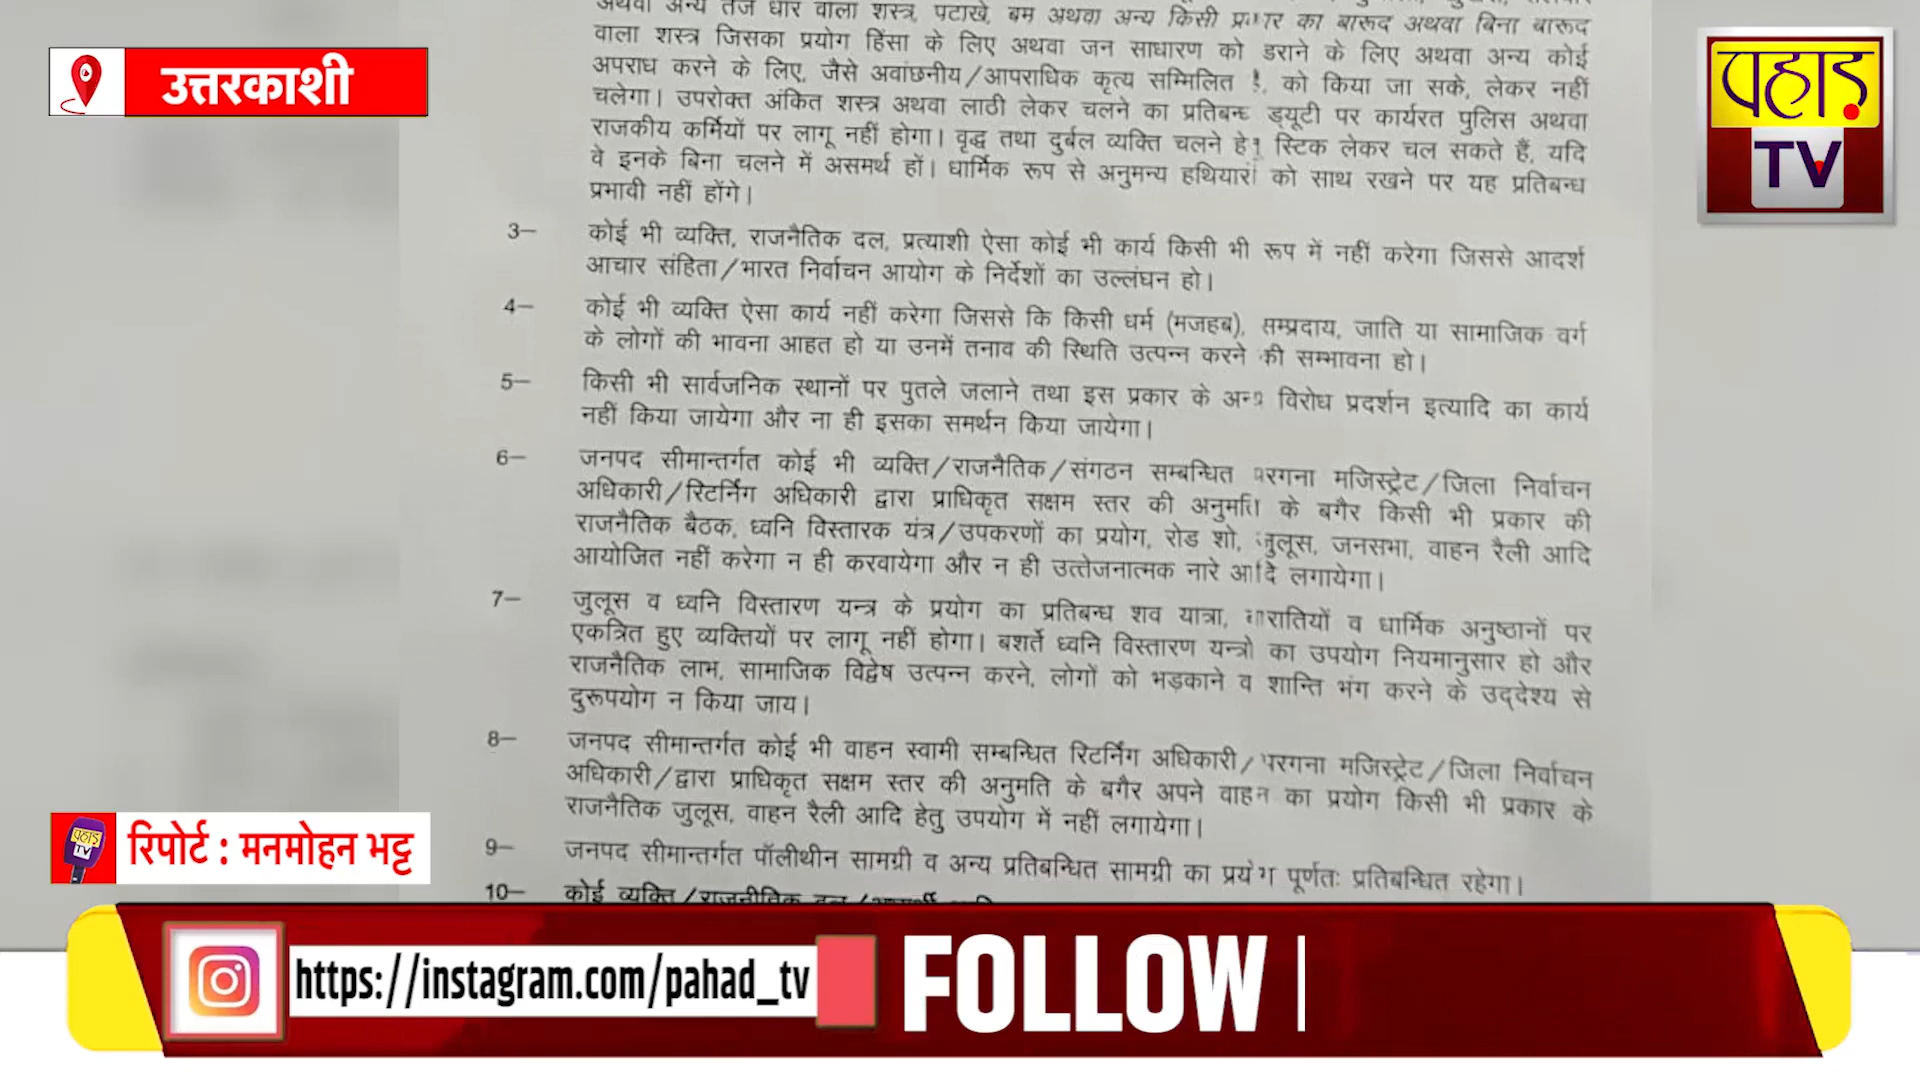 उत्तरकाशी
पहाड़
TV
अथवा अन्य तेज धार वाला शस्त्र, पटाखे, बम अथवा अन्य किसी प्रकार का बारूद अथवा बिना बारूद
वाला शस्त्र जिसका प्रयोग हिंसा के लिए अथवा जन साधारण को डराने के लिए अथवा अन्य कोई
अपराध करने के लिए, जैसे अवांछनीय/आपराधिक कृत्य सम्मिलित है, को किया जा सके, लेकर नहीं
चलेगा। उपरोक्त अंकित शस्त्र अथवा लाठी लेकर चलने का प्रतिबन्ध ड्यूटी पर कार्यरत पुलिस अथवा
राजकीय कर्मियों पर लागू नहीं होगा। वृद्ध तथा दुर्बल व्यक्ति चलने हेतु स्टिक लेकर चल सकते हैं, यदि
वे इनके बिना चलने में असमर्थ हों। धार्मिक रूप से अनुमन्य हथियारों को साथ रखने पर यह प्रतिबन्ध
प्रभावी नहीं होंगे।
3— कोई भी व्यक्ति, राजनैतिक दल, प्रत्याशी ऐसा कोई भी कार्य किसी भी रूप में नहीं करेगा जिससे आदर्श
आचार संहिता/भारत निर्वाचन आयोग के निर्देशों का उल्लंघन हो।
4— कोई भी व्यक्ति ऐसा कार्य नहीं करेगा जिससे कि किसी धर्म (मजहब), सम्प्रदाय, जाति या सामाजिक वर्ग
के लोगों की भावना आहत हो या उनमें तनाव की स्थिति उत्पन्न करने की सम्भावना हो।
5— किसी भी सार्वजनिक स्थानों पर पुतले जलाने तथा इस प्रकार के अन्य विरोध प्रदर्शन इत्यादि का कार्य
नहीं किया जायेगा और ना ही इसका समर्थन किया जायेगा।
6— जनपद सीमान्तर्गत कोई भी व्यक्ति/राजनैतिक/संगठन सम्बन्धित परगना मजिस्ट्रेट/जिला निर्वाचन
अधिकारी/रिटर्निंग अधिकारी द्वारा प्राधिकृत सक्षम स्तर की अनुमति के बगैर किसी भी प्रकार की
राजनैतिक बैठक, ध्वनि विस्तारक यंत्र/उपकरणों का प्रयोग, रोड शो, जुलूस, जनसभा, वाहन रैली आदि
आयोजित नहीं करेगा न ही करवायेगा और न ही उत्तेजनात्मक नारे आदि लगायेगा।
7— जुलूस व ध्वनि विस्तारण यन्त्र के प्रयोग का प्रतिबन्ध शव यात्रा, बारातियों व धार्मिक अनुष्ठानों पर
एकत्रित हुए व्यक्तियों पर लागू नहीं होगा। बशर्ते ध्वनि विस्तारण यन्त्रो का उपयोग नियमानुसार हो और
राजनैतिक लाभ, सामाजिक विद्वेष उत्पन्न करने, लोगों को भड़काने व शान्ति भंग करने के उद्देश्य से
दुरूपयोग न किया जाय।
8— जनपद सीमान्तर्गत कोई भी वाहन स्वामी सम्बन्धित रिटर्निंग अधिकारी/परगना मजिस्ट्रेट/जिला निर्वाचन
अधिकारी/द्वारा प्राधिकृत सक्षम स्तर की अनुमति के बगैर अपने वाहन का प्रयोग किसी भी प्रकार के
राजनैतिक जुलूस, वाहन रैली आदि हेतु उपयोग में नहीं लगायेगा।
9— जनपद सीमान्तर्गत पॉलीथीन सामग्री व अन्य प्रतिबन्धित सामग्री का प्रयोग पूर्णतः प्रतिबन्धित रहेगा।
10— कोई व्यक्ति/राजनीतिक दल/
पहाड़
TV
रिपोर्ट : मनमोहन भट्ट
https://instagram.com/pahad_tv
FOLLOW